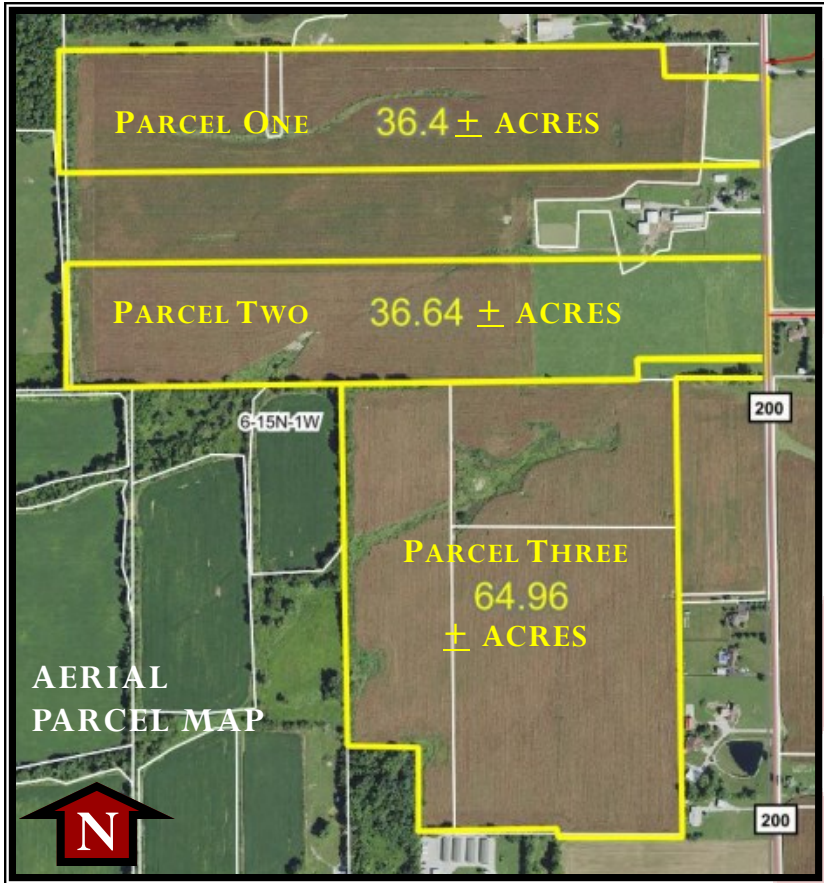 PARCEL ONE 36.4 ± ACRES
PARCEL TWO 36.64 ± ACRES
200
6-15N-1W
PARCEL THREE
64.96
± ACRES
AERIAL
PARCEL MAP
N
200